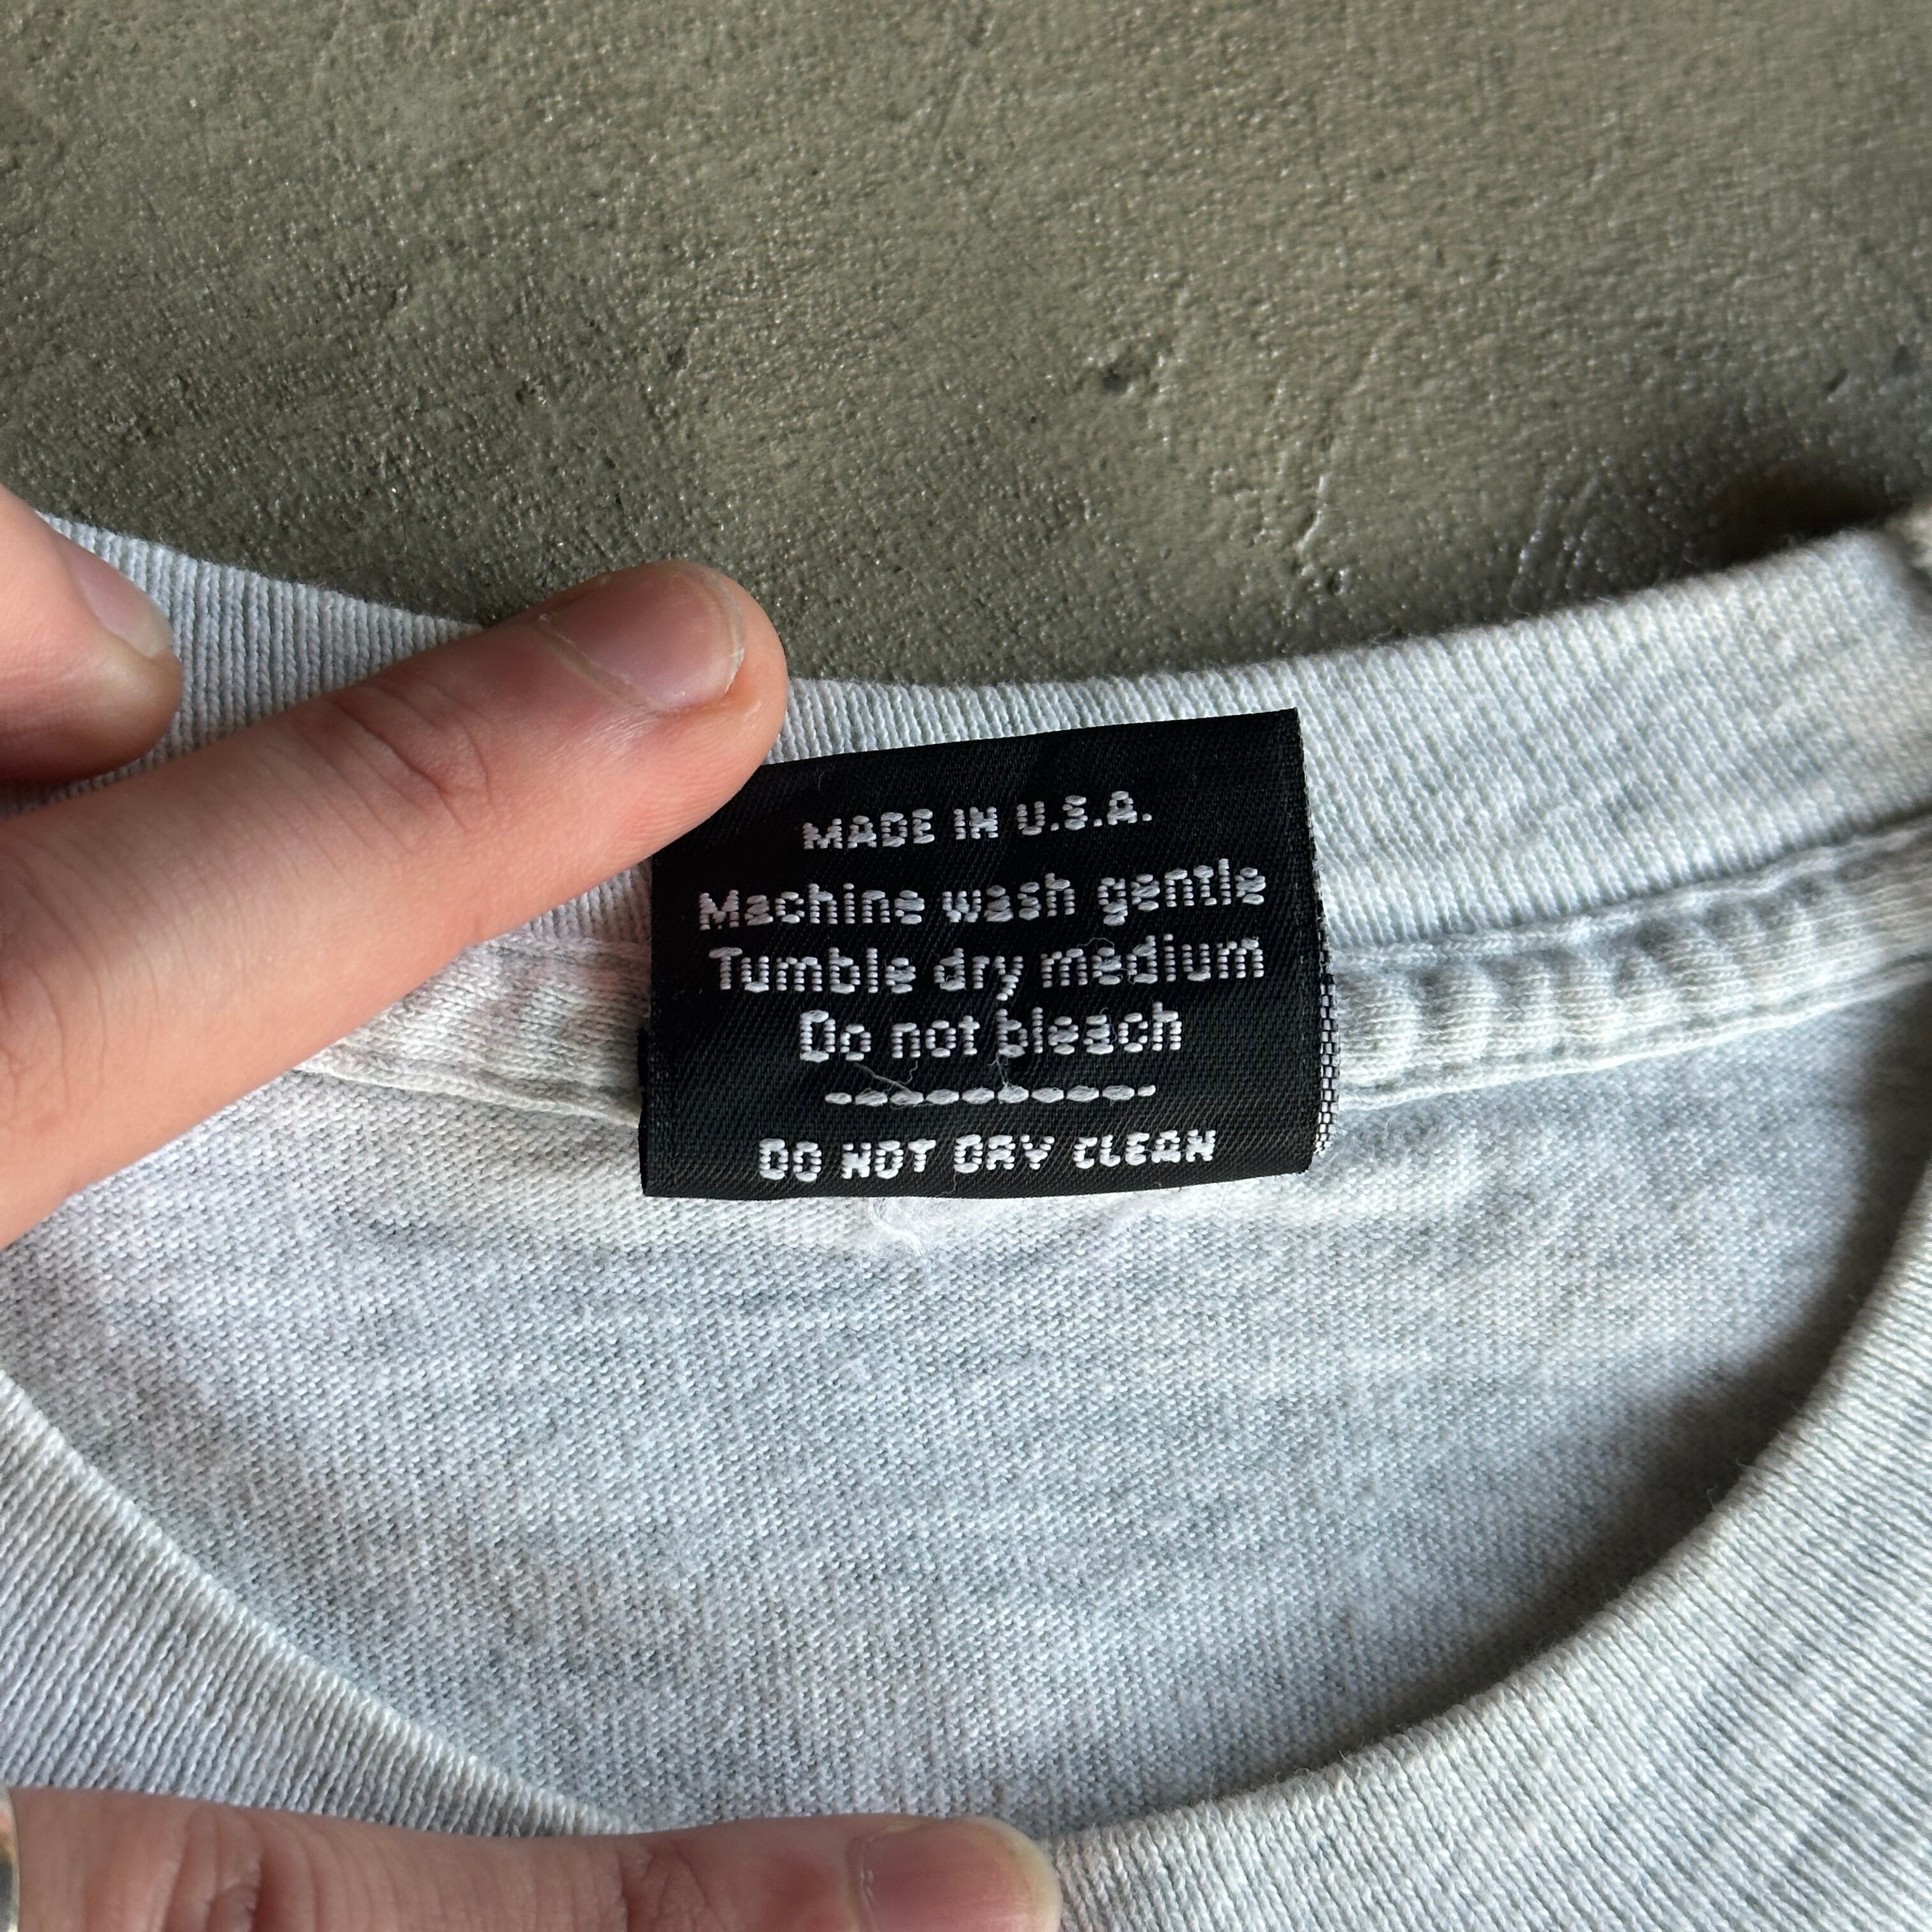 MADE IN U.S.A.
Machine wash gentle
Tumble dry medium
Do not bleach
DO NOT DRY CLEAN